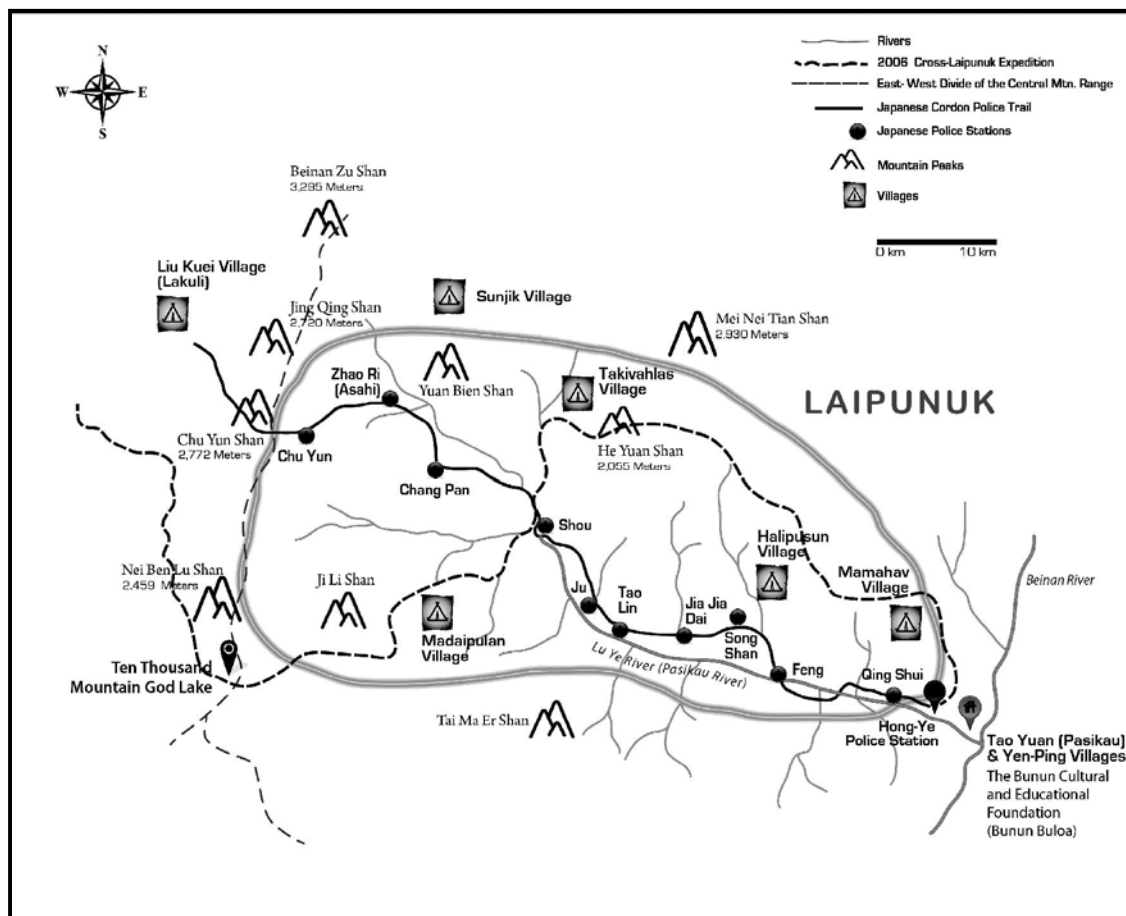 N
W E
S
Rivers
2006 Cross-Laipunuk Expedition
East-West Divide of the Central Mtn. Range
Japanese Cordon Police Trail
Japanese Police Stations
Mountain Peaks
Villages
0 km 10 km
Beinan Zu Shan
3,295 Meters
Liu Kuei Village
(Lakuli)
Sunjik Village
Jing Qing Shan
2,720 Meters
Mei Nei Tian Shan
2,930 Meters
Zhao Ri
(Asahi)
Yuan Bien Shan
Takivahlas
Village
LAIPUNUK
Chu Yun Shan
2,772 Meters
Chu Yun
He Yuan Shan
2,055 Meters
Chang Pan
Shou
Halipusun
Village
Nei Ben Lu Shan
2,459 Meters
Ji Li Shan
Mamahav
Village
Beinan River
Ju
Tao
Lin
Jia Jia
Dai
Song
Shan
Madaipulan
Village
Lu Ye River (Pasikau River)
Feng
Qing Shui
Ten Thousand
Mountain God Lake
Tai Ma Er Shan
Hong-Ye
Police Station
Tao Yuan (Pasikau)
& Yen-Ping Villages
The Bunun Cultural
and Educational
Foundation
(Bunun Buloa)